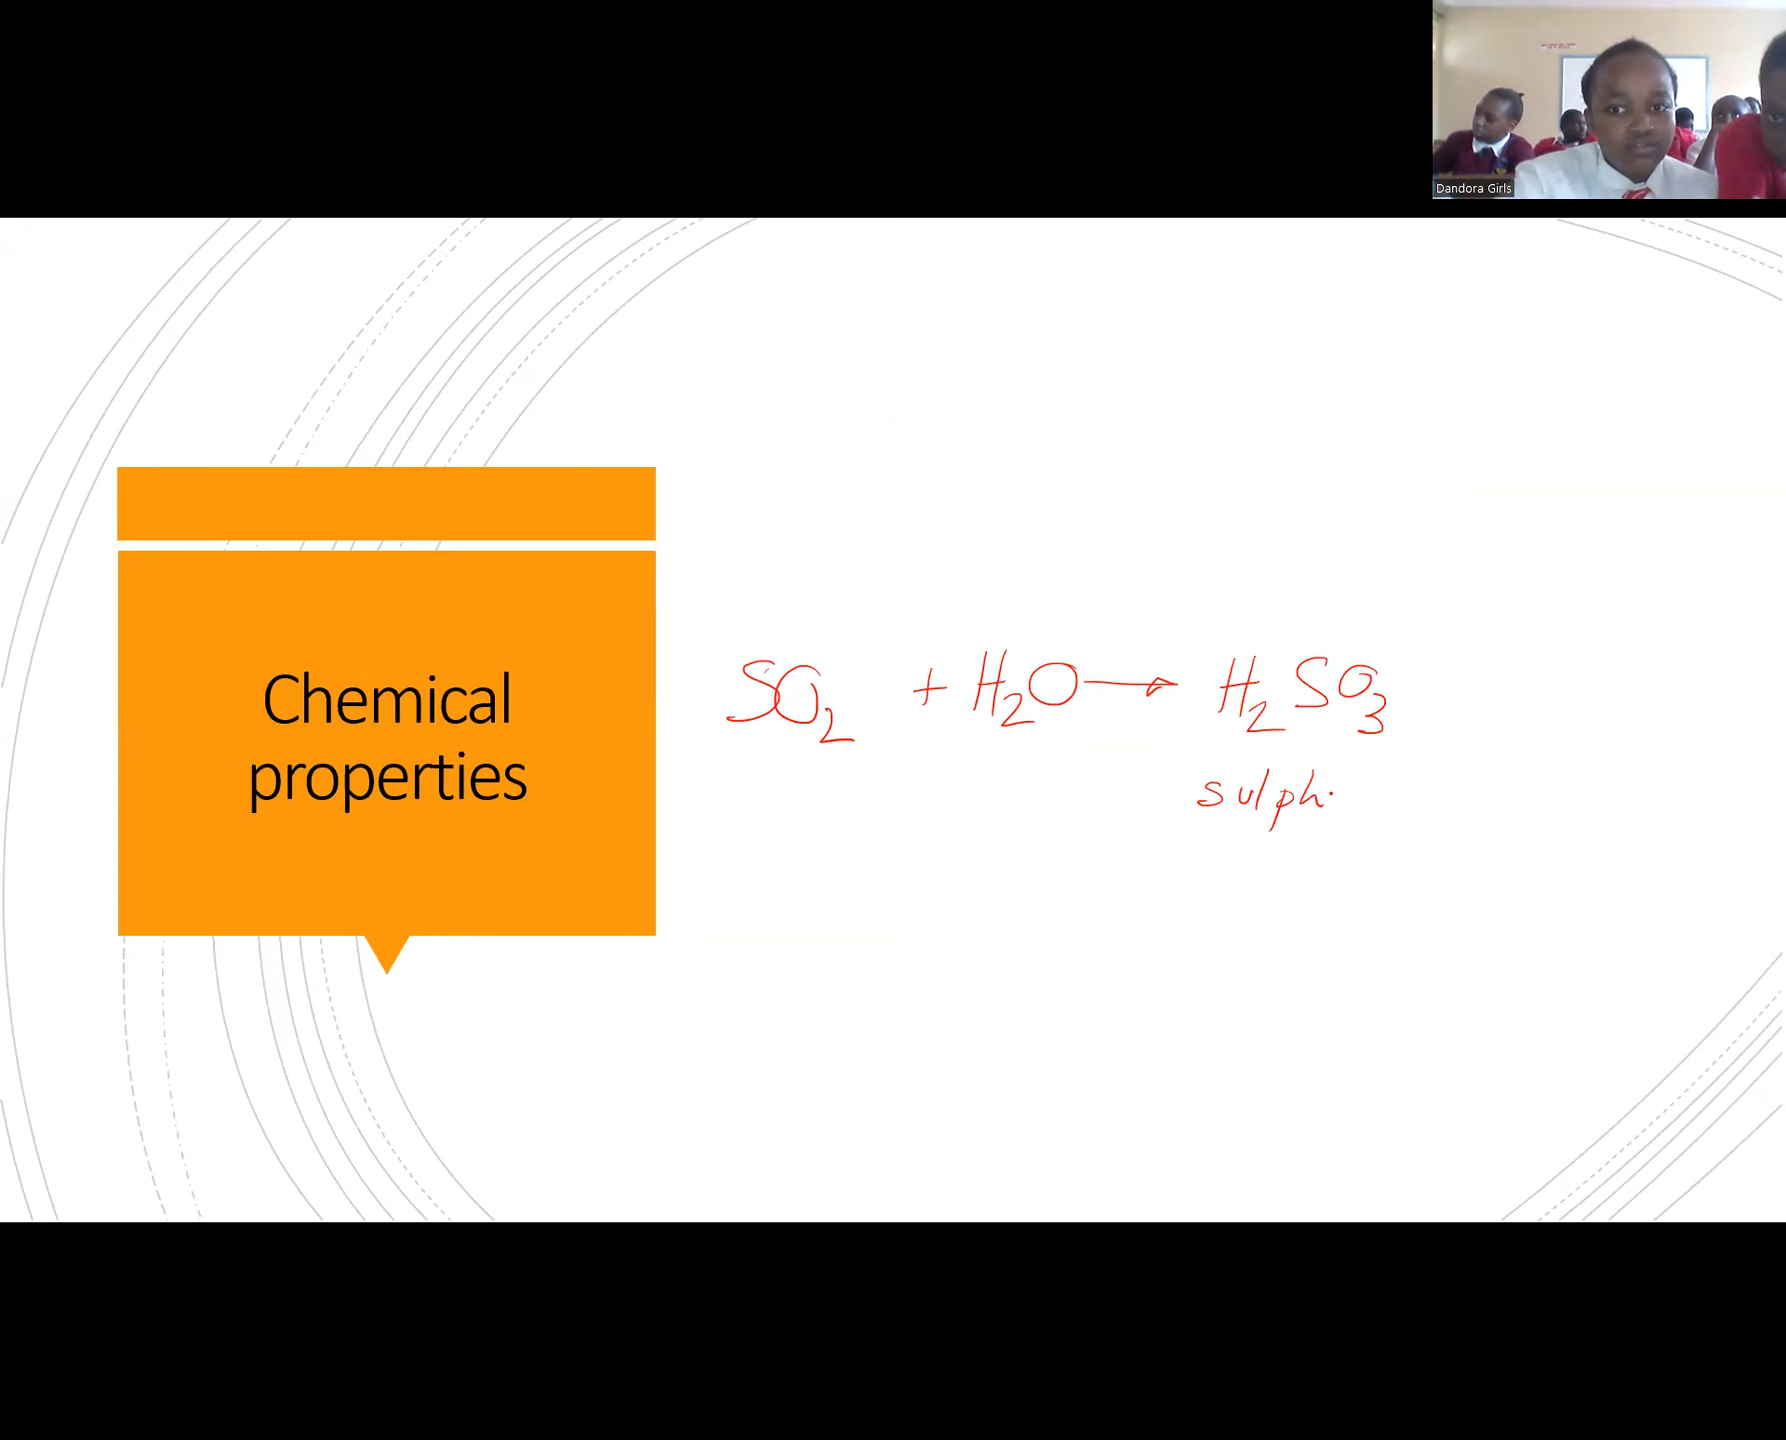 Dandora Girls
Chemical
properties
SO₂ + H₂O → H₂SO₃
sulph